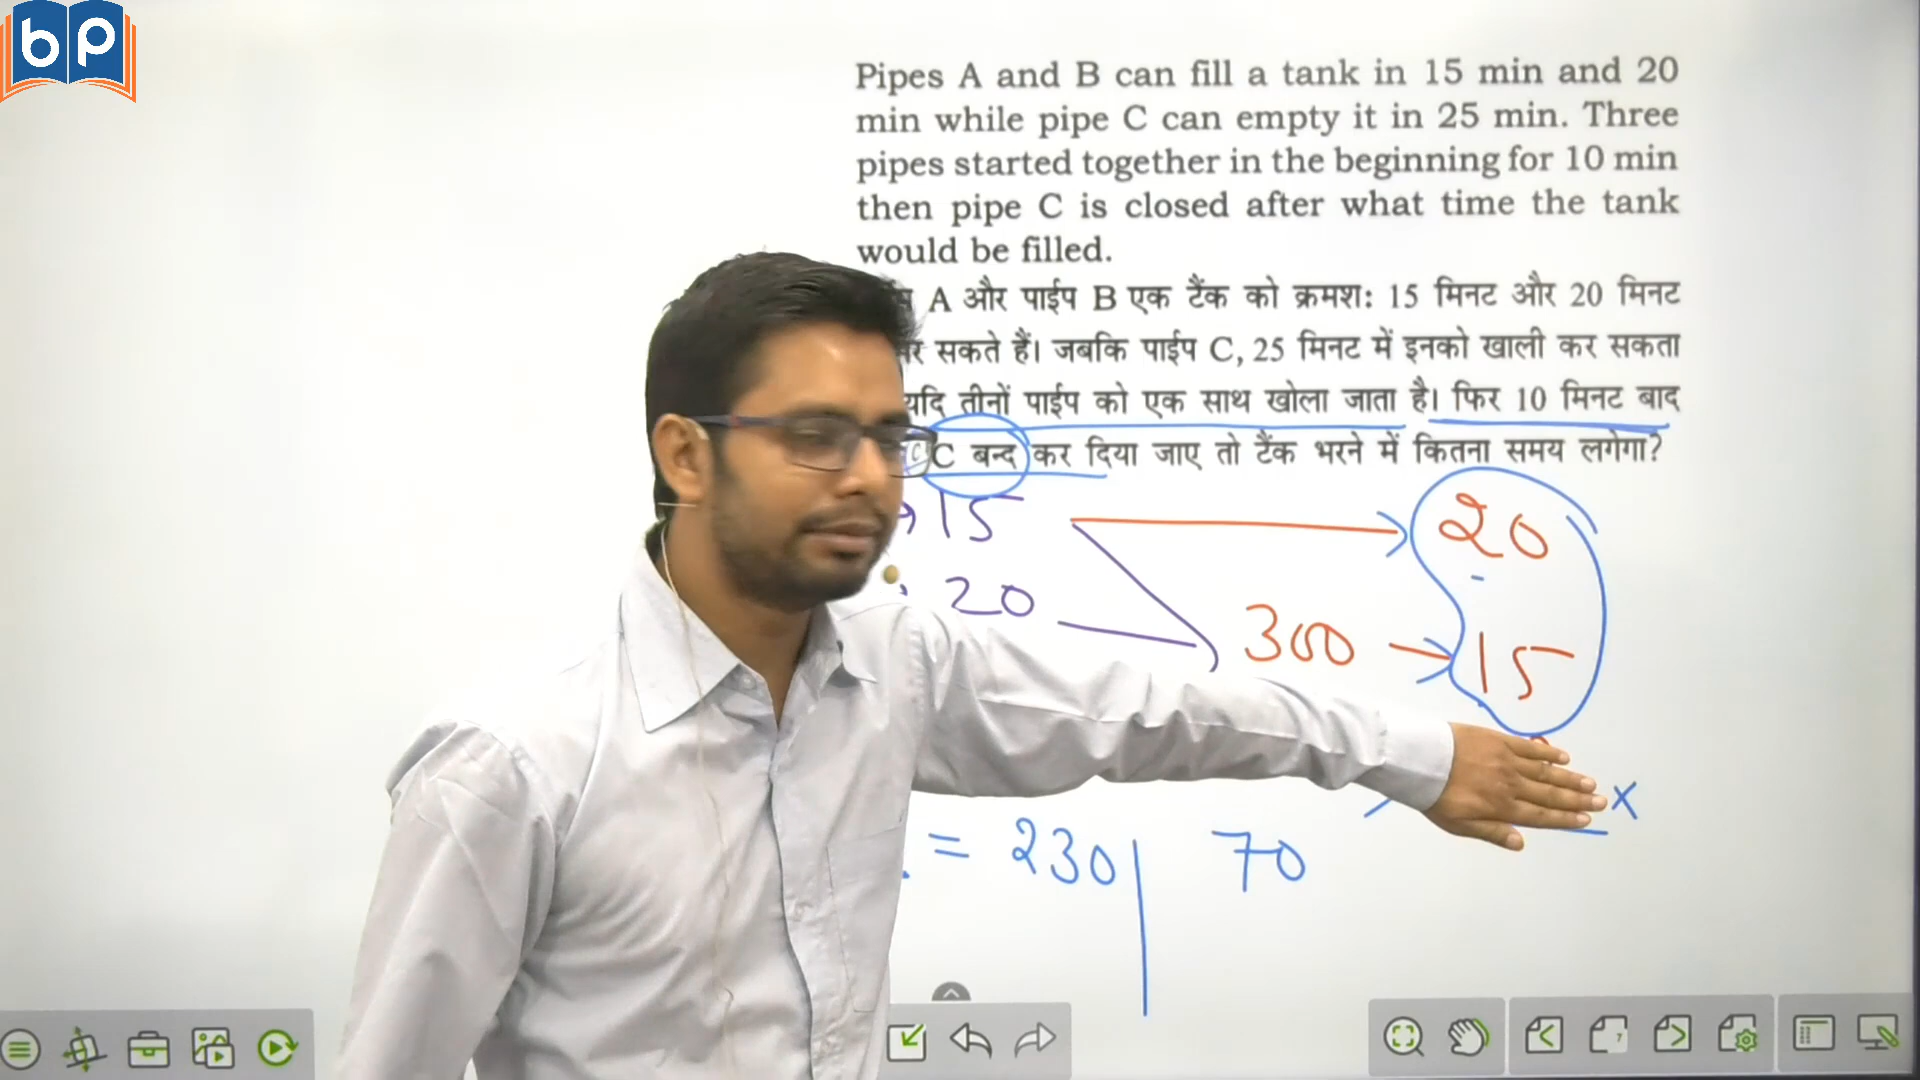 bp
Pipes A and B can fill a tank in 15 min and 20
min while pipe C can empty it in 25 min. Three
pipes started together in the beginning for 10 min
then pipe C is closed after what time the tank
would be filled.
A और पाईप B एक टैंक को क्रमश: 15 मिनट और 20 मिनट
सकते हैं। जबकि पाईप C, 25 मिनट में इनको खाली कर सकता
यदि तीनों पाईप को एक साथ खोला जाता है। फिर 10 मिनट बाद
C बन्द कर दिया जाए तो टैंक भरने में कितना समय लगेगा?
15 20
20 300 15
x
= 230 70
7